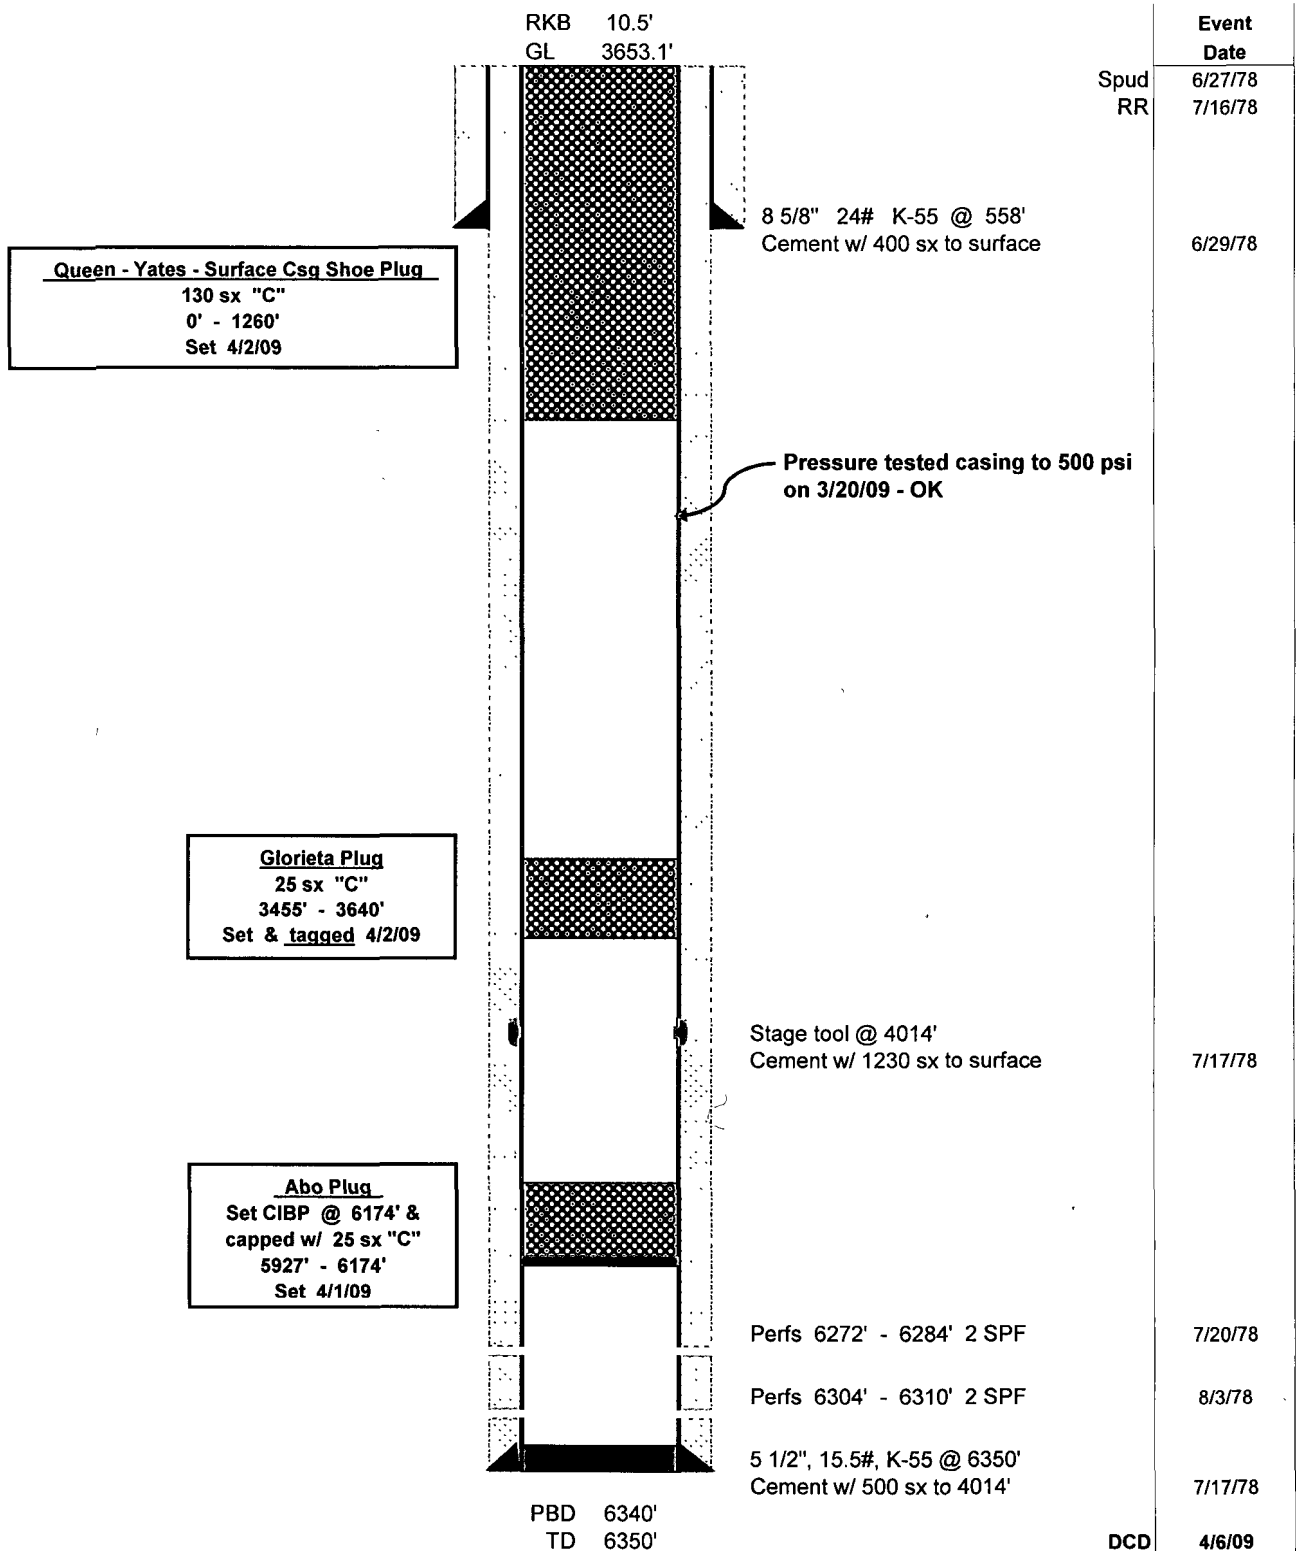 RKB 10.5'
GL 3653.1'
Event
Date
Spud 6/27/78
RR 7/16/78
8 5/8" 24# K-55 @ 558'
Cement w/ 400 sx to surface 6/29/78
Queen - Yates - Surface Csg Shoe Plug
130 sx "C"
0' - 1260'
Set 4/2/09
Pressure tested casing to 500 psi
on 3/20/09 - OK
Glorieta Plug
25 sx "C"
3455' - 3640'
Set & tagged 4/2/09
Stage tool @ 4014'
Cement w/ 1230 sx to surface 7/17/78
Abo Plug
Set CIBP @ 6174' &
capped w/ 25 sx "C"
5927' - 6174'
Set 4/1/09
Perfs 6272' - 6284' 2 SPF 7/20/78
Perfs 6304' - 6310' 2 SPF 8/3/78
5 1/2", 15.5#, K-55 @ 6350'
Cement w/ 500 sx to 4014' 7/17/78
PBD 6340'
TD 6350'
DCD 4/6/09